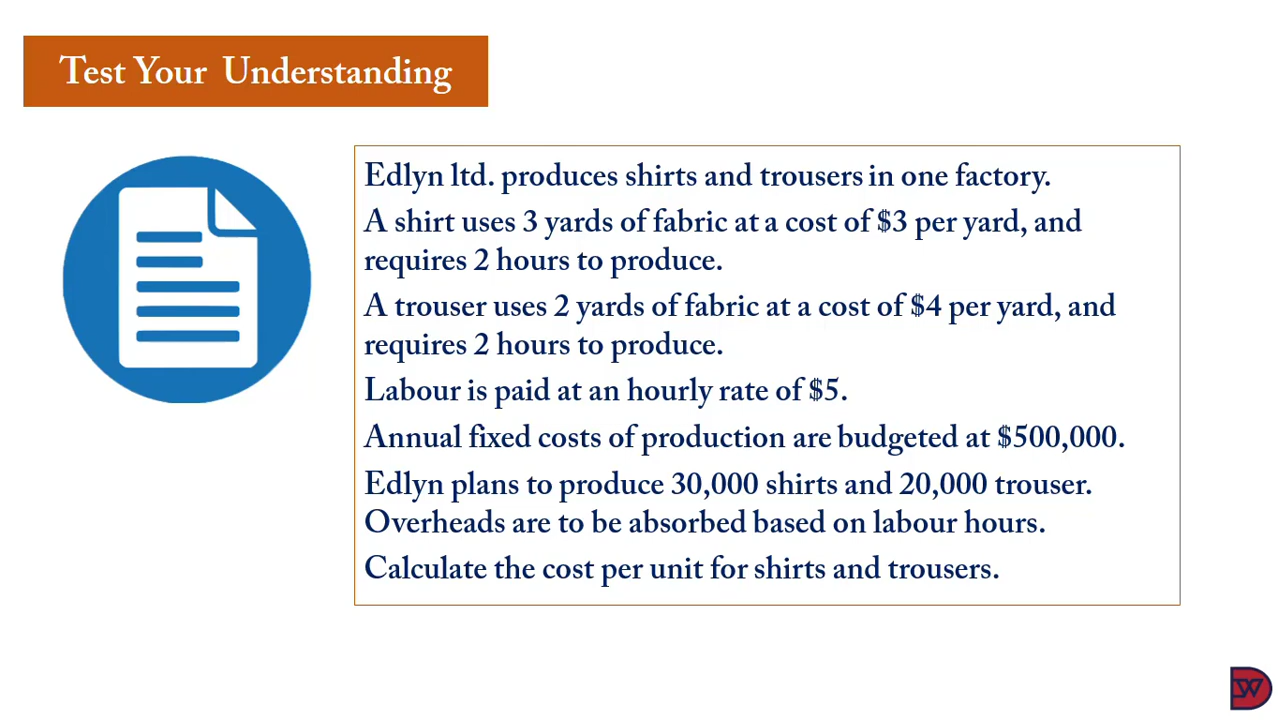 Test Your Understanding
Edlyn ltd. produces shirts and trousers in one factory.
A shirt uses 3 yards of fabric at a cost of $3 per yard, and
requires 2 hours to produce.
A trouser uses 2 yards of fabric at a cost of $4 per yard, and
requires 2 hours to produce.
Labour is paid at an hourly rate of $5.
Annual fixed costs of production are budgeted at $500,000.
Edlyn plans to produce 30,000 shirts and 20,000 trouser.
Overheads are to be absorbed based on labour hours.
Calculate the cost per unit for shirts and trousers.
DW